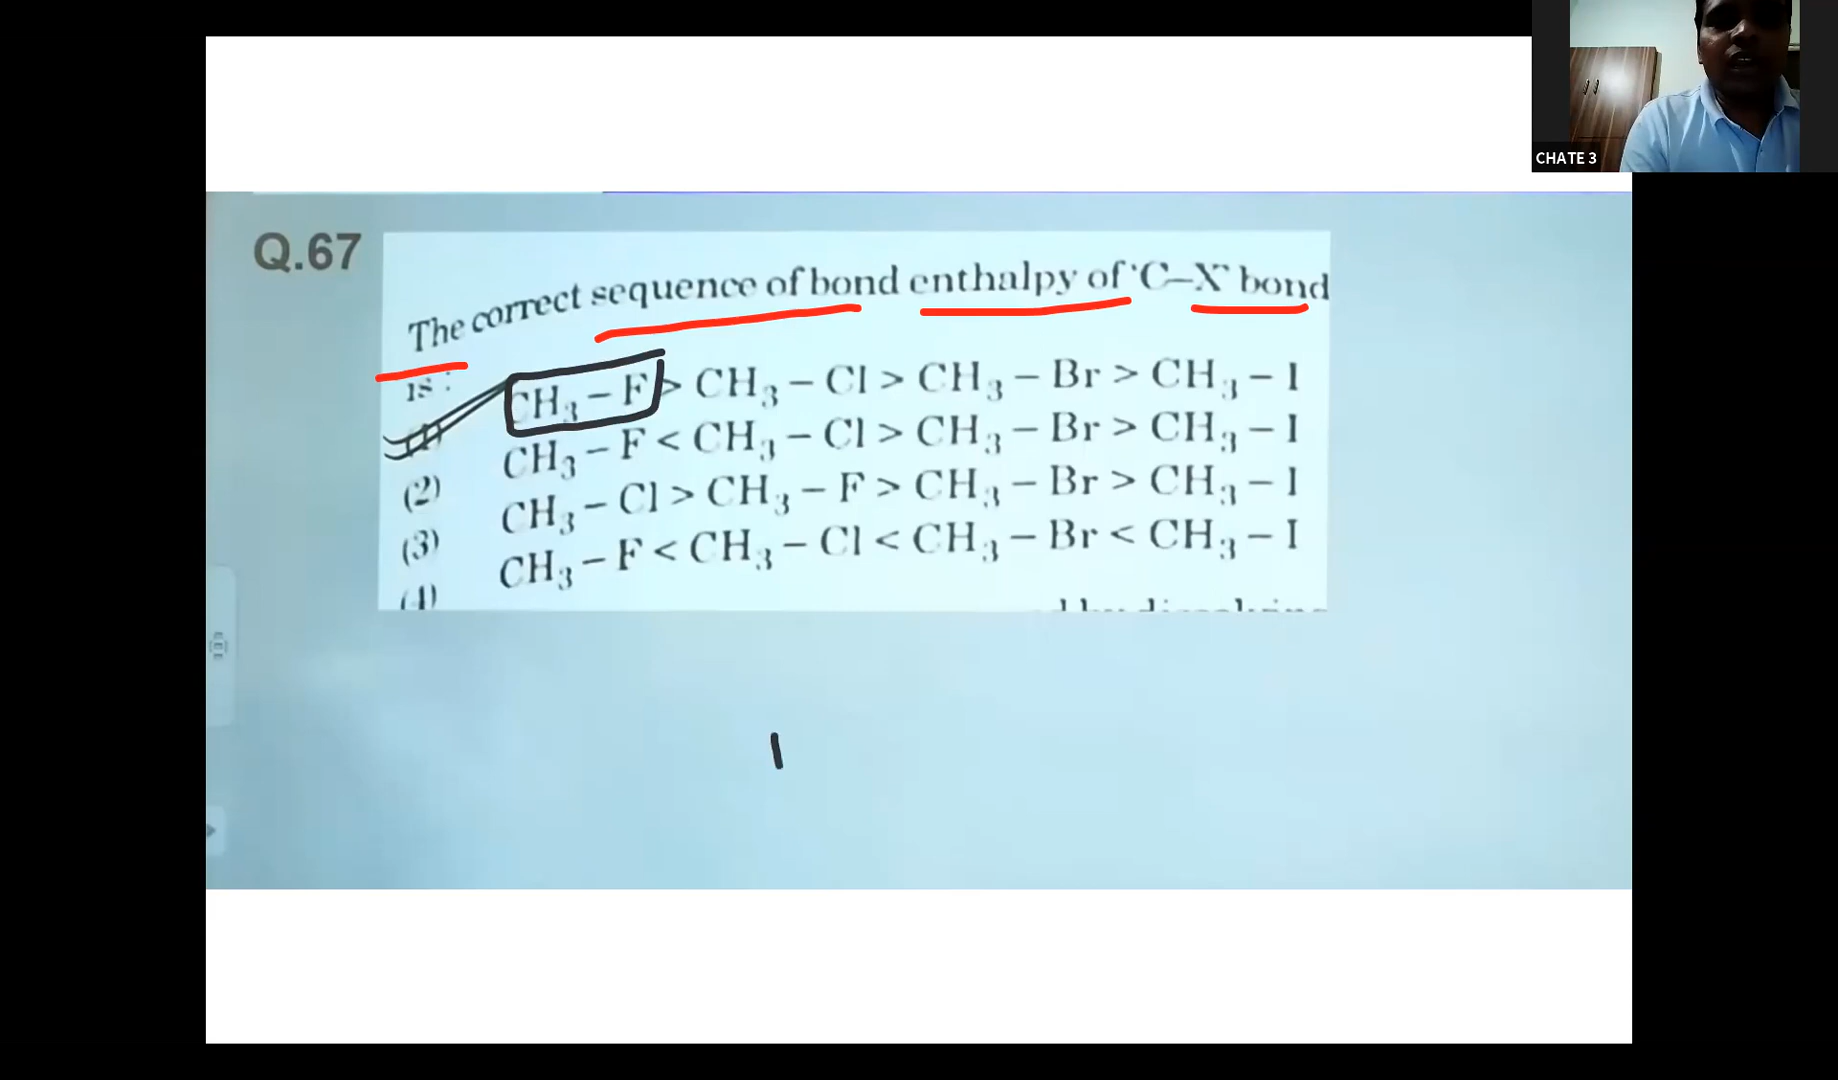 CHATE 3
Q.67
The correct sequence of bond enthalpy of 'C–X' bond
is :
(1) CH₃ – F > CH₃ – Cl > CH₃ – Br > CH₃ – I
(2) CH₃ – F < CH₃ – Cl > CH₃ – Br > CH₃ – I
(3) CH₃ – Cl > CH₃ – F > CH₃ – Br > CH₃ – I
(4) CH₃ – F < CH₃ – Cl < CH₃ – Br < CH₃ – I